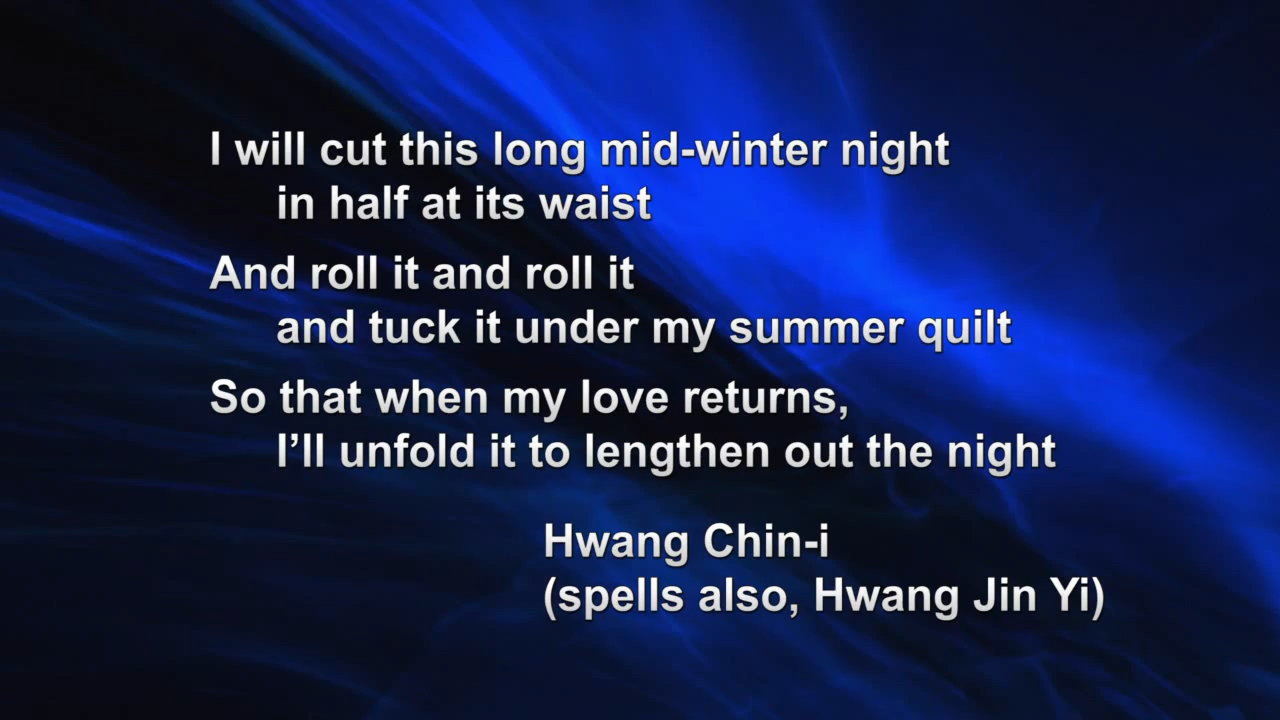 I will cut this long mid-winter night
in half at its waist
And roll it and roll it
and tuck it under my summer quilt
So that when my love returns,
I’ll unfold it to lengthen out the night
Hwang Chin-i
(spells also, Hwang Jin Yi)